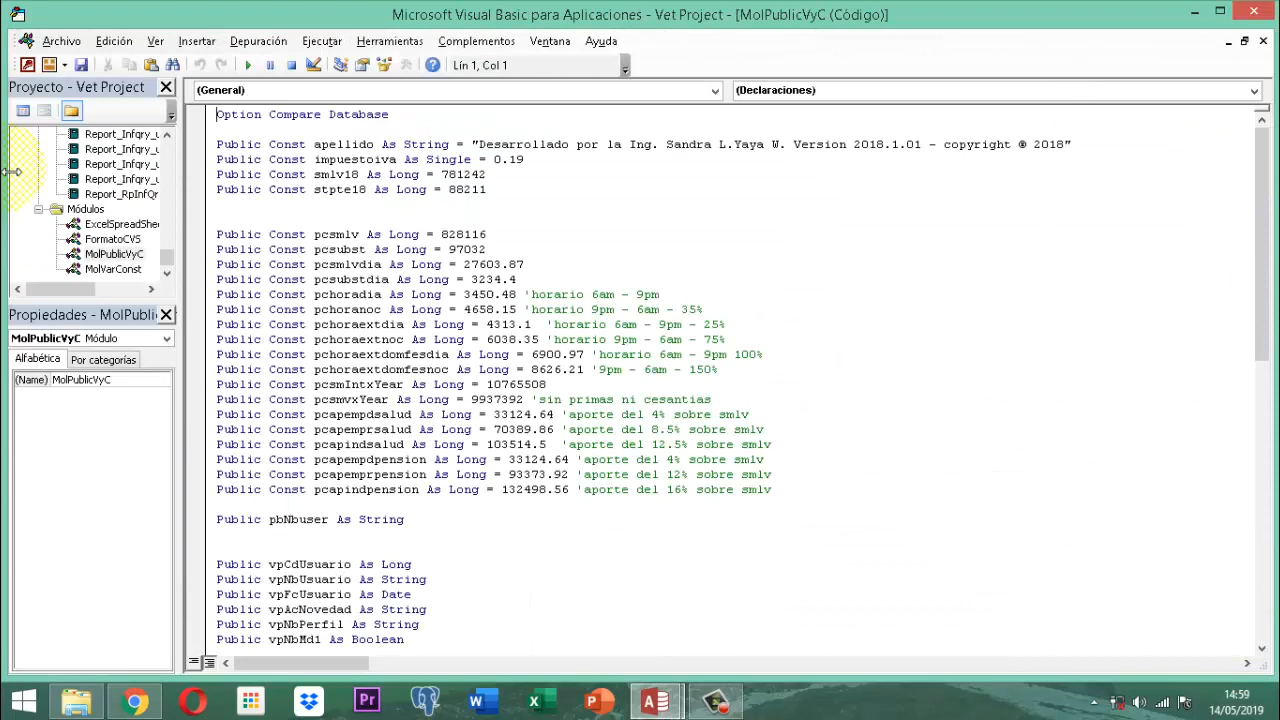 Microsoft Visual Basic para Aplicaciones - Vet Project - [MolPublicVyC (Código)]
Archivo Edición Ver Insertar Depuración Ejecutar Herramientas Complementos Ventana Ayuda
Lín 1, Col 1
Proyecto - Vet Project
Report_Infqry_u
Report_Infqry_u
Report_Infqry_u
Report_Infqry_u
Report_RpInfQr
Módulos
ExcelSpreadShe
FormatoCVS
MolPublicVyC
MolVarConst
Propiedades - MolPubli
MolPublicVyC Módulo
Alfabética Por categorías
(Name) MolPublicVyC
(General) (Declaraciones)
Option Compare Database
Public Const apellido As String = "Desarrollado por la Ing. Sandra L.Yaya W. Version 2018.1.01 - copyright ® 2018"
Public Const impuestoiva As Single = 0.19
Public Const smlv18 As Long = 781242
Public Const stpte18 As Long = 88211
Public Const pcsmlv As Long = 828116
Public Const pcsubst As Long = 97032
Public Const pcsmlvdia As Long = 27603.87
Public Const pcsubstdia As Long = 3234.4
Public Const pchoradia As Long = 3450.48 'horario 6am - 9pm
Public Const pchoranoc As Long = 4658.15 'horario 9pm - 6am - 35%
Public Const pchoraextdia As Long = 4313.1 'horario 6am - 9pm - 25%
Public Const pchoraextnoc As Long = 6038.35 'horario 9pm - 6am - 75%
Public Const pchoraextdomfesdia As Long = 6900.97 'horario 6am - 9pm 100%
Public Const pchoraextdomfesnoc As Long = 8626.21 '9pm - 6am - 150%
Public Const pcsmIntxYear As Long = 10765508
Public Const pcsmvxYear As Long = 9937392 'sin primas ni cesantias
Public Const pcapempdsalud As Long = 33124.64 'aporte del 4% sobre smlv
Public Const pcapemprsalud As Long = 70389.86 'aporte del 8.5% sobre smlv
Public Const pcapindsalud As Long = 103514.5 'aporte del 12.5% sobre smlv
Public Const pcapempdpension As Long = 33124.64 'aporte del 4% sobre smlv
Public Const pcapemprpension As Long = 93373.92 'aporte del 12% sobre smlv
Public Const pcapindpension As Long = 132498.56 'aporte del 16% sobre smlv
Public pbNbuser As String
Public vpCdUsuario As Long
Public vpNbUsuario As String
Public vpFcUsuario As Date
Public vpAcNovedad As String
Public vpNbPerfil As String
Public vpNbMd1 As Boolean
14:59
14/05/2019